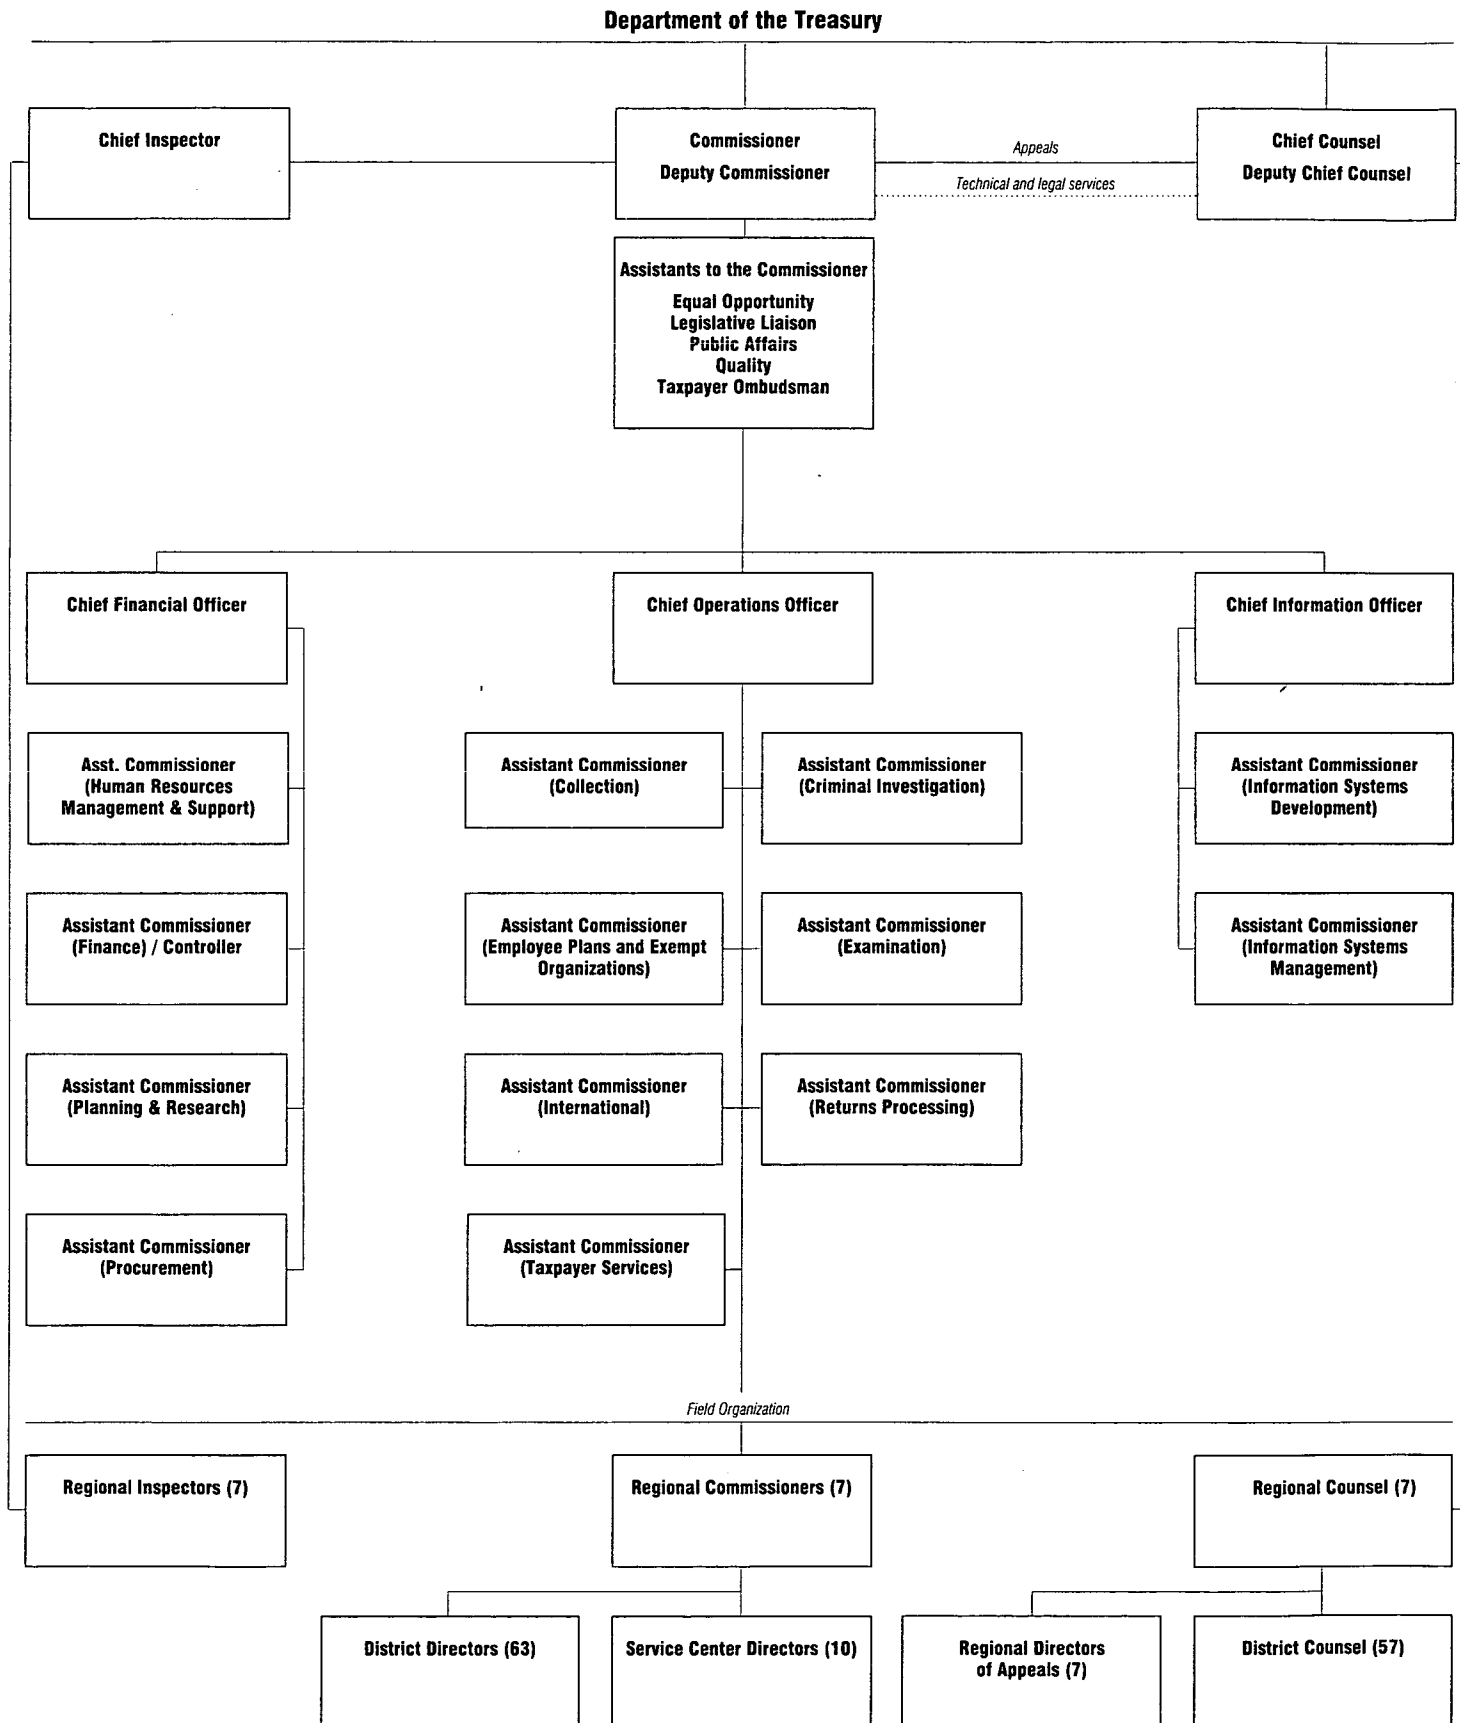 Department of the Treasury
Chief Inspector
Commissioner
Deputy Commissioner
Appeals
Technical and legal services
Chief Counsel
Deputy Chief Counsel
Assistants to the Commissioner
Equal Opportunity
Legislative Liaison
Public Affairs
Quality
Taxpayer Ombudsman
Chief Financial Officer
Chief Operations Officer
Chief Information Officer
Asst. Commissioner
(Human Resources
Management & Support)
Assistant Commissioner
(Collection)
Assistant Commissioner
(Criminal Investigation)
Assistant Commissioner
(Information Systems
Development)
Assistant Commissioner
(Finance) / Controller
Assistant Commissioner
(Employee Plans and Exempt
Organizations)
Assistant Commissioner
(Examination)
Assistant Commissioner
(Information Systems
Management)
Assistant Commissioner
(Planning & Research)
Assistant Commissioner
(International)
Assistant Commissioner
(Returns Processing)
Assistant Commissioner
(Procurement)
Assistant Commissioner
(Taxpayer Services)
Field Organization
Regional Inspectors (7)
Regional Commissioners (7)
Regional Counsel (7)
District Directors (63)
Service Center Directors (10)
Regional Directors
of Appeals (7)
District Counsel (57)